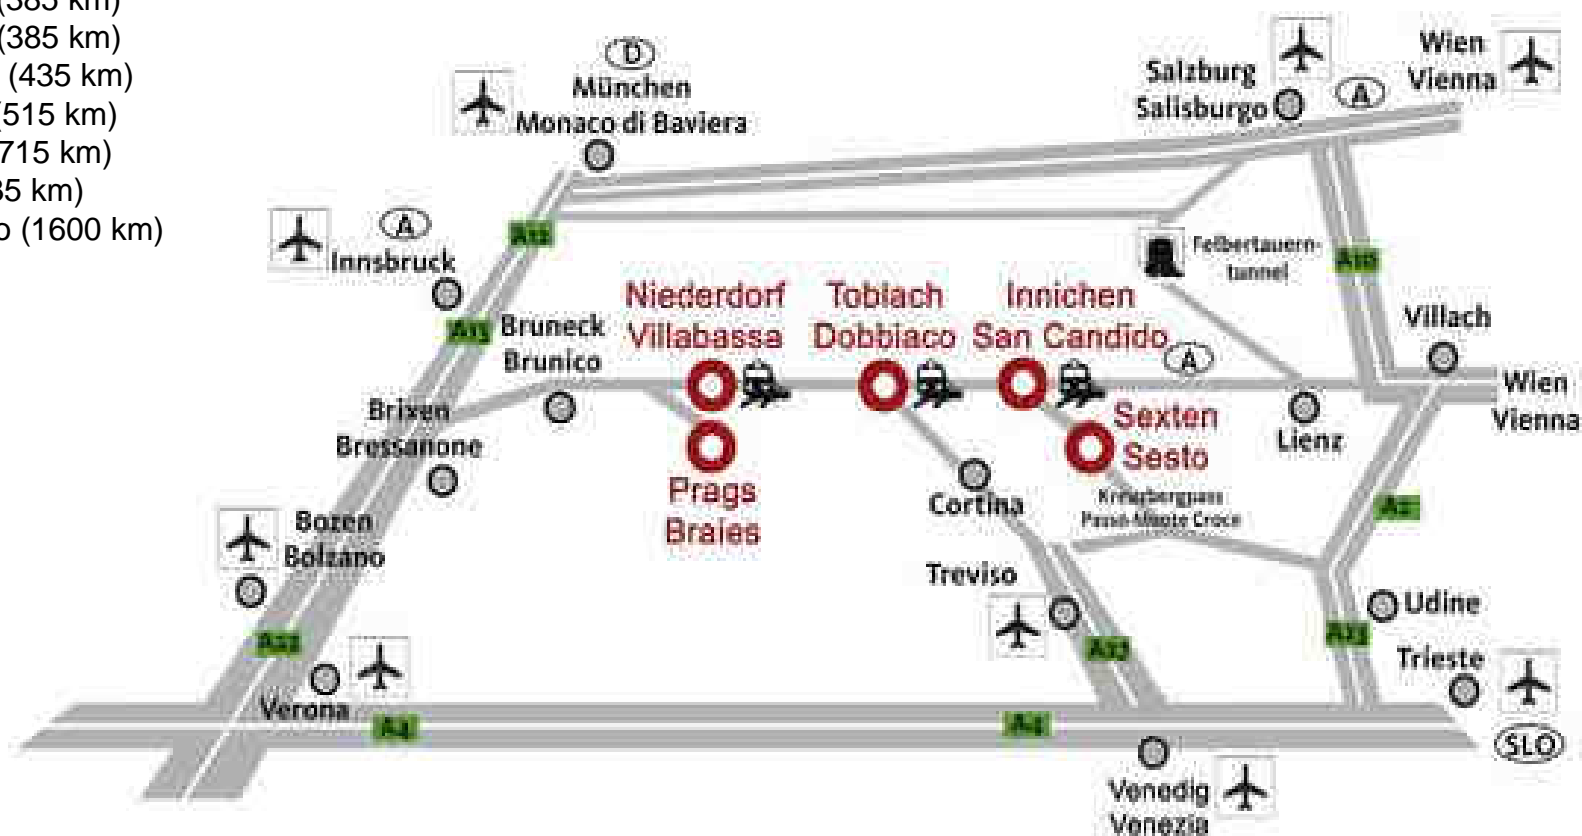 (385 km)
(385 km)
(435 km)
(515 km)
715 km)
35 km)
o (1600 km)
D
München
Monaco di Baviera
Salzburg
Salisburgo
A
Wien
Vienna
A
Innsbruck
A12
Felbertauern-
tunnel
A10
A13
Bruneck
Brunico
Niederdorf
Villabassa
Toblach
Dobbiaco
Innichen
San Candido
A
Villach
Wien
Vienna
Brixen
Bressanone
Sexten
Sesto
Lienz
Prags
Braies
Cortina
Kreuzbergpass
Passo Monte Croce
A2
Bozen
Bolzano
Treviso
Udine
A22
A27
A23
Trieste
Verona
A4
A4
SLO
Venedig
Venezia